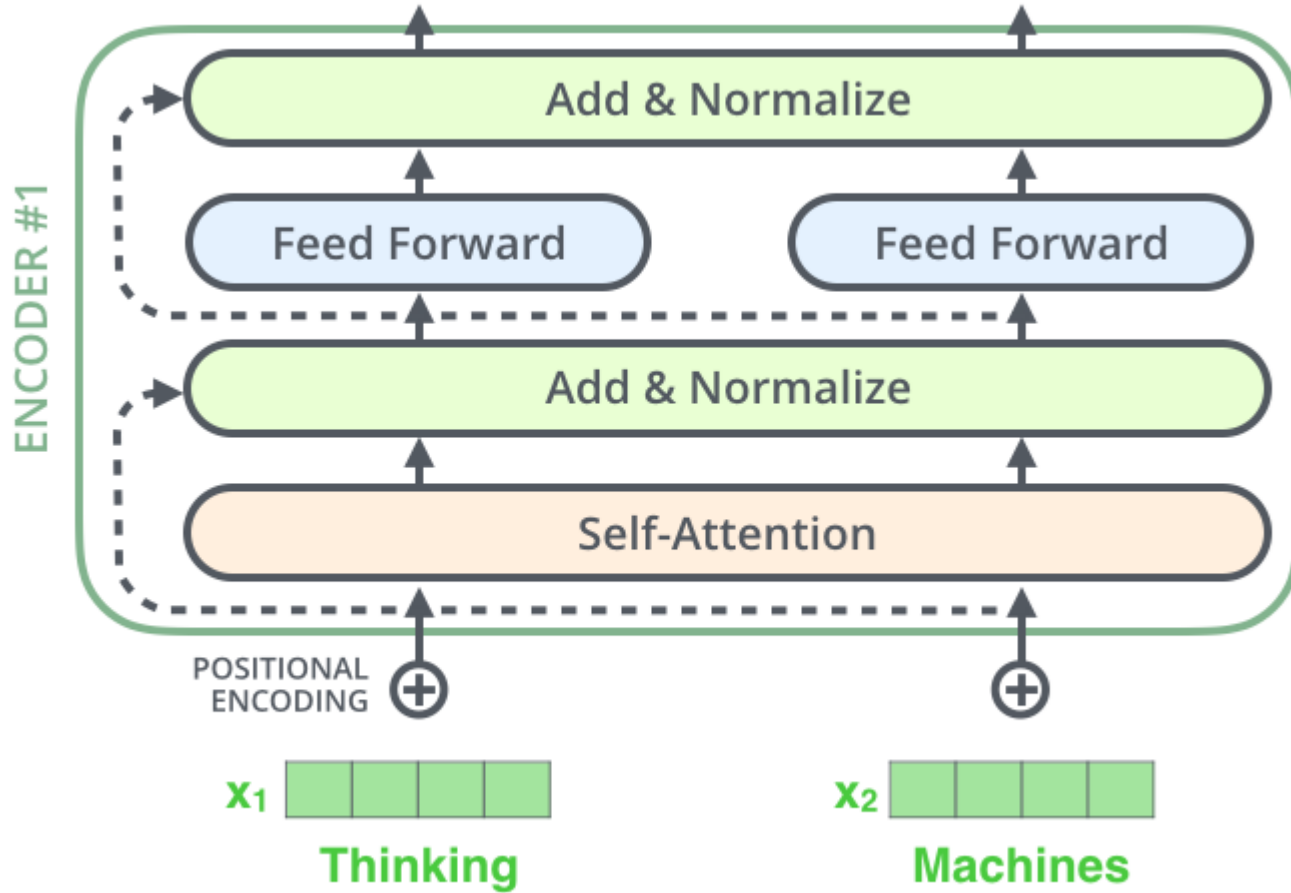 ENCODER #1
Add & Normalize
Feed Forward
Feed Forward
Add & Normalize
Self-Attention
POSITIONAL
ENCODING
x₁
x₂
Thinking
Machines